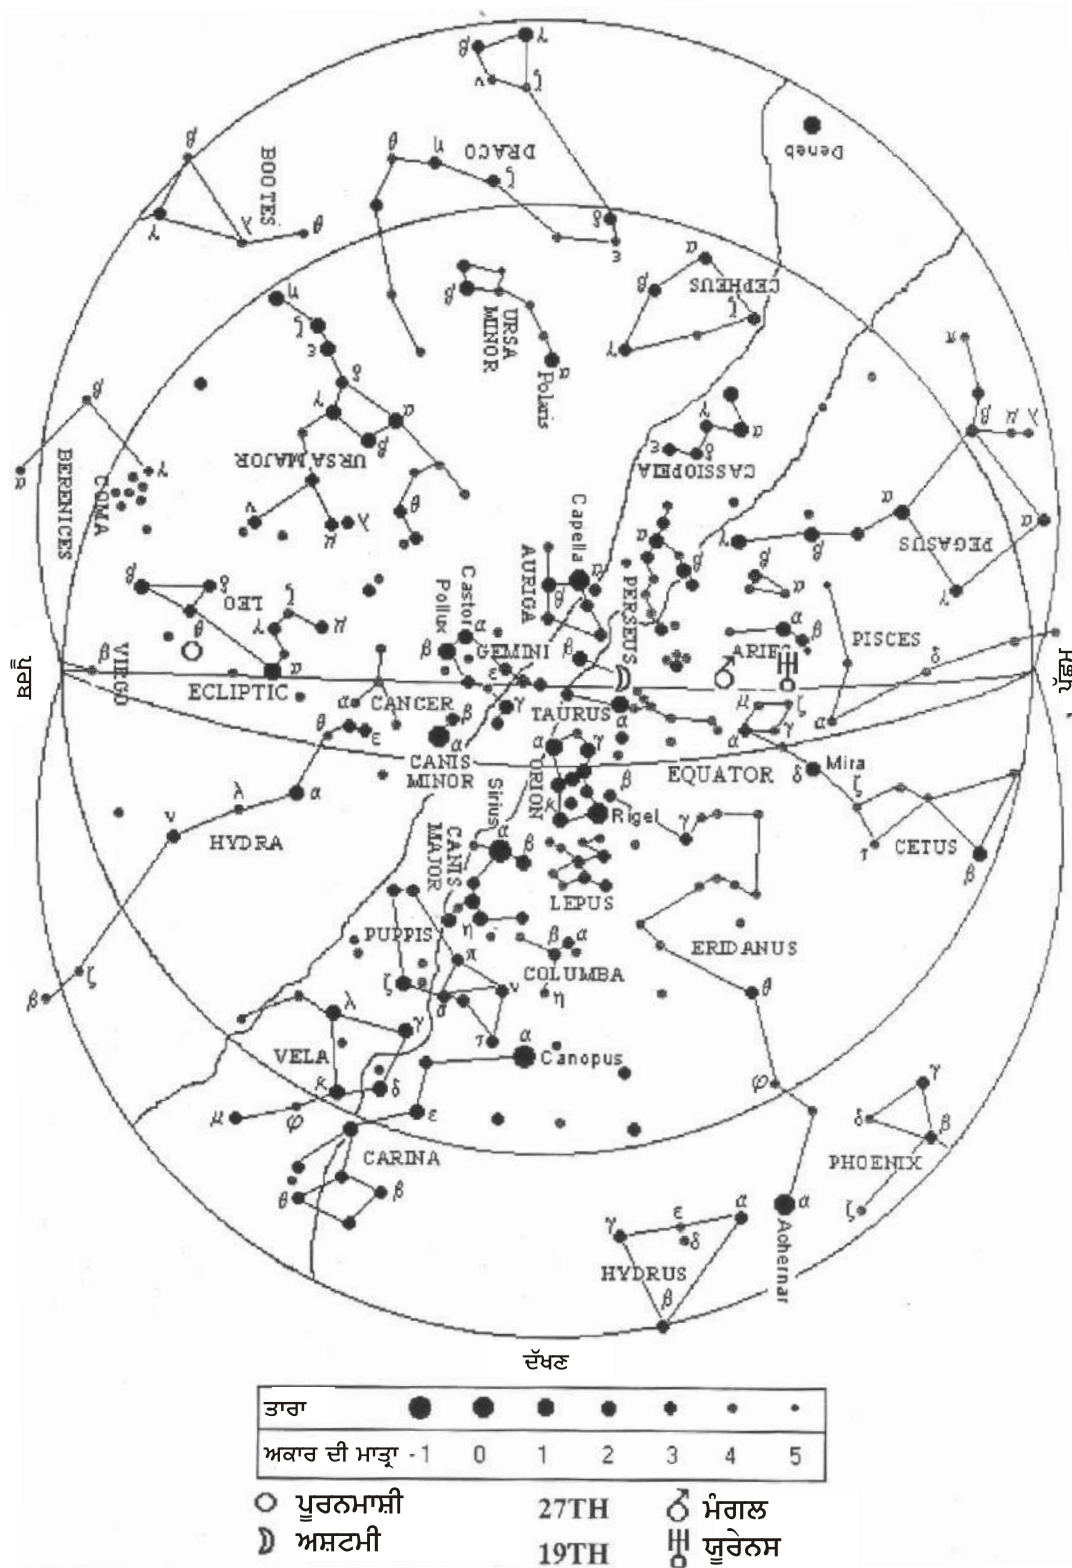 β γ
ν ζ
DRACO
θ η ζ
δ ε
Deneb
β BOOTES
γ λ θ
α
β CEPHEUS
ζ
γ
η
ζ
ε
β URSA MINOR
α Polaris
δ
γ α
β
URSA MAJOR
θ
ν μ λ
β
α γ
COMA BERENICES
γ α
ε δ
CASSIOPEIA
π
β μ λ
α α
PEGASUS
γ β γ
Capella
α
β
AURIGA
α PERSEUS
β
β
α
β δ
LEO
θ
ζ
γ μ
α
Castor α
Pollux β
GEMINI
ε
γ
β
α β
ARIES
PISCES
δ
α
ਪੂਰਬ
ਪੱਛਮ
β VIRGO
ECLIPTIC
α CANCER
β ε
β
α
CANIS MINOR
TAURUS
α
μ ζ
α γ
EQUATOR
δ Mira
ζ
τ CETUS
β
α γ
ORION
κ
β Rigel
γ
ν λ α
HYDRA
β ζ
Sirius α
β
CANIS MAJOR
η
LEPUS
PUPPIS
π
β α
COLUMBA
η
ERIDANUS
θ
φ
ζ σ ν
τ
λ
γ
VELA
κ δ
μ φ
α Canopus
ε
CARINA
θ β
γ
δ β
PHOENIX
ζ
α Achernar
γ ε α
δ
HYDRUS
β
ਦੱਖਣ
ਤਾਰਾ
ਅਕਾਰ ਦੀ ਮਾਤ੍ਰਾ -1 0 1 2 3 4 5
ਪੂਰਨਮਾਸ਼ੀ 27TH ਮੰਗਲ
ਅਸ਼ਟਮੀ 19TH ਯੂਰੇਨਸ